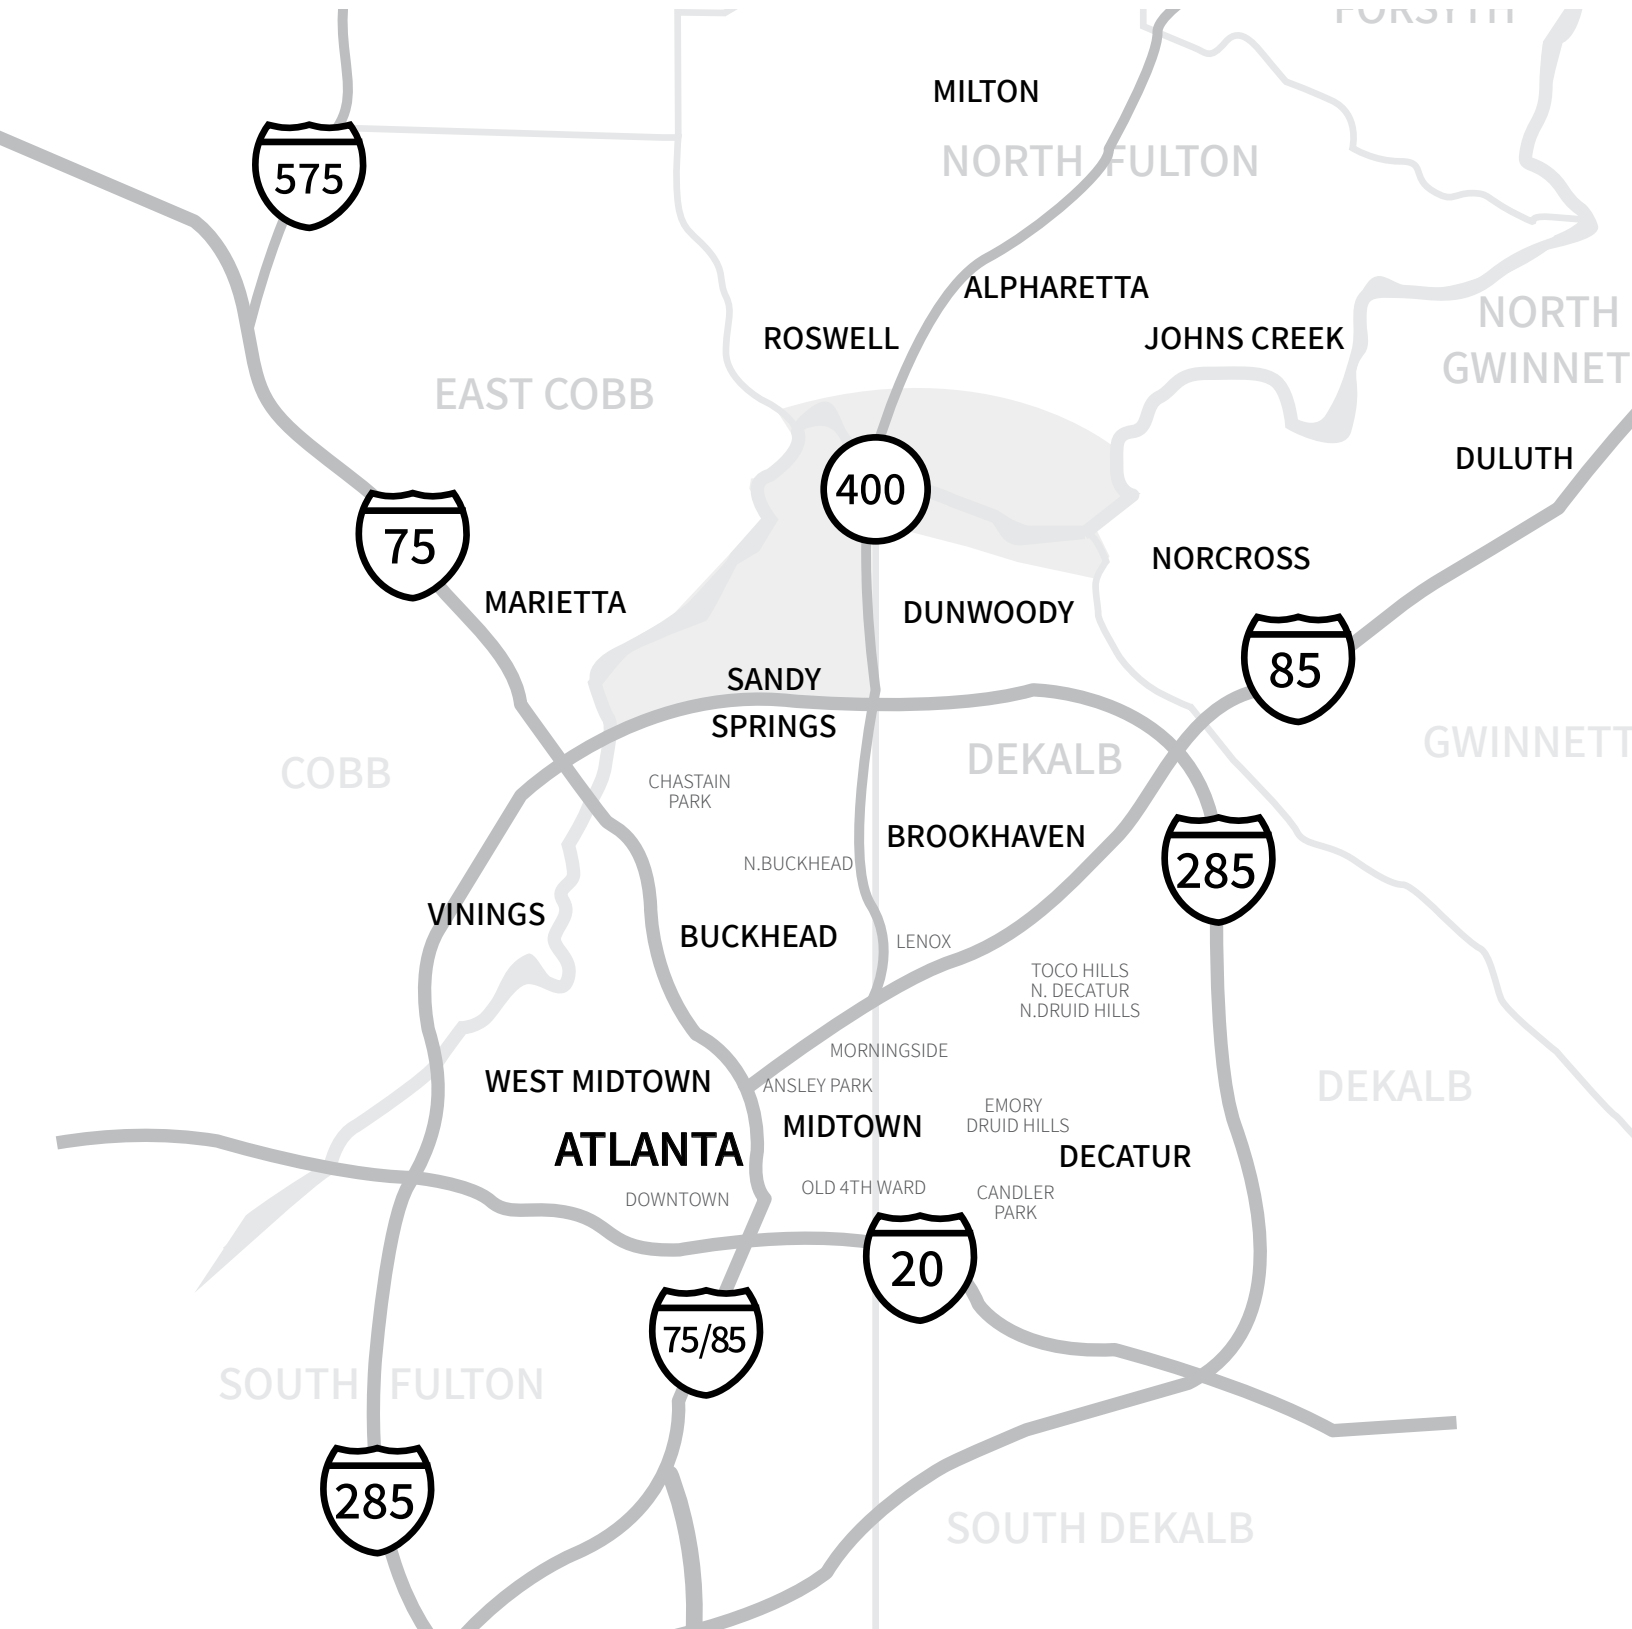 FORSYTH
MILTON
NORTH FULTON
575
ALPHARETTA
NORTH
ROSWELL
JOHNS CREEK
GWINNET
EAST COBB
DULUTH
400
75
NORCROSS
MARIETTA
DUNWOODY
85
SANDY
SPRINGS
GWINNETT
DEKALB
COBB
CHASTAIN
PARK
BROOKHAVEN
N.BUCKHEAD
285
VININGS
BUCKHEAD
LENOX
TOCO HILLS
N. DECATUR
N.DRUID HILLS
MORNINGSIDE
WEST MIDTOWN
ANSLEY PARK
DEKALB
EMORY
DRUID HILLS
MIDTOWN
ATLANTA
DECATUR
OLD 4TH WARD
CANDLER
PARK
DOWNTOWN
20
75/85
SOUTH FULTON
285
SOUTH DEKALB